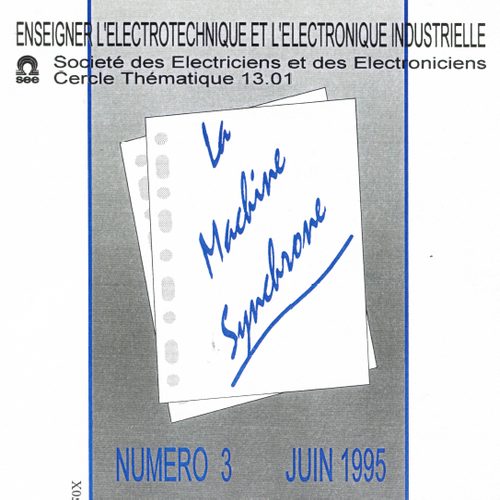 ENSEIGNER L'ELECTROTECHNIQUE ET L'ELECTRONIQUE INDUSTRIELLE
see
Societé des Electriciens et des Electroniciens
Cercle Thématique 13.01
La
Machine
Synchrone
NUMERO 3 JUIN 1995